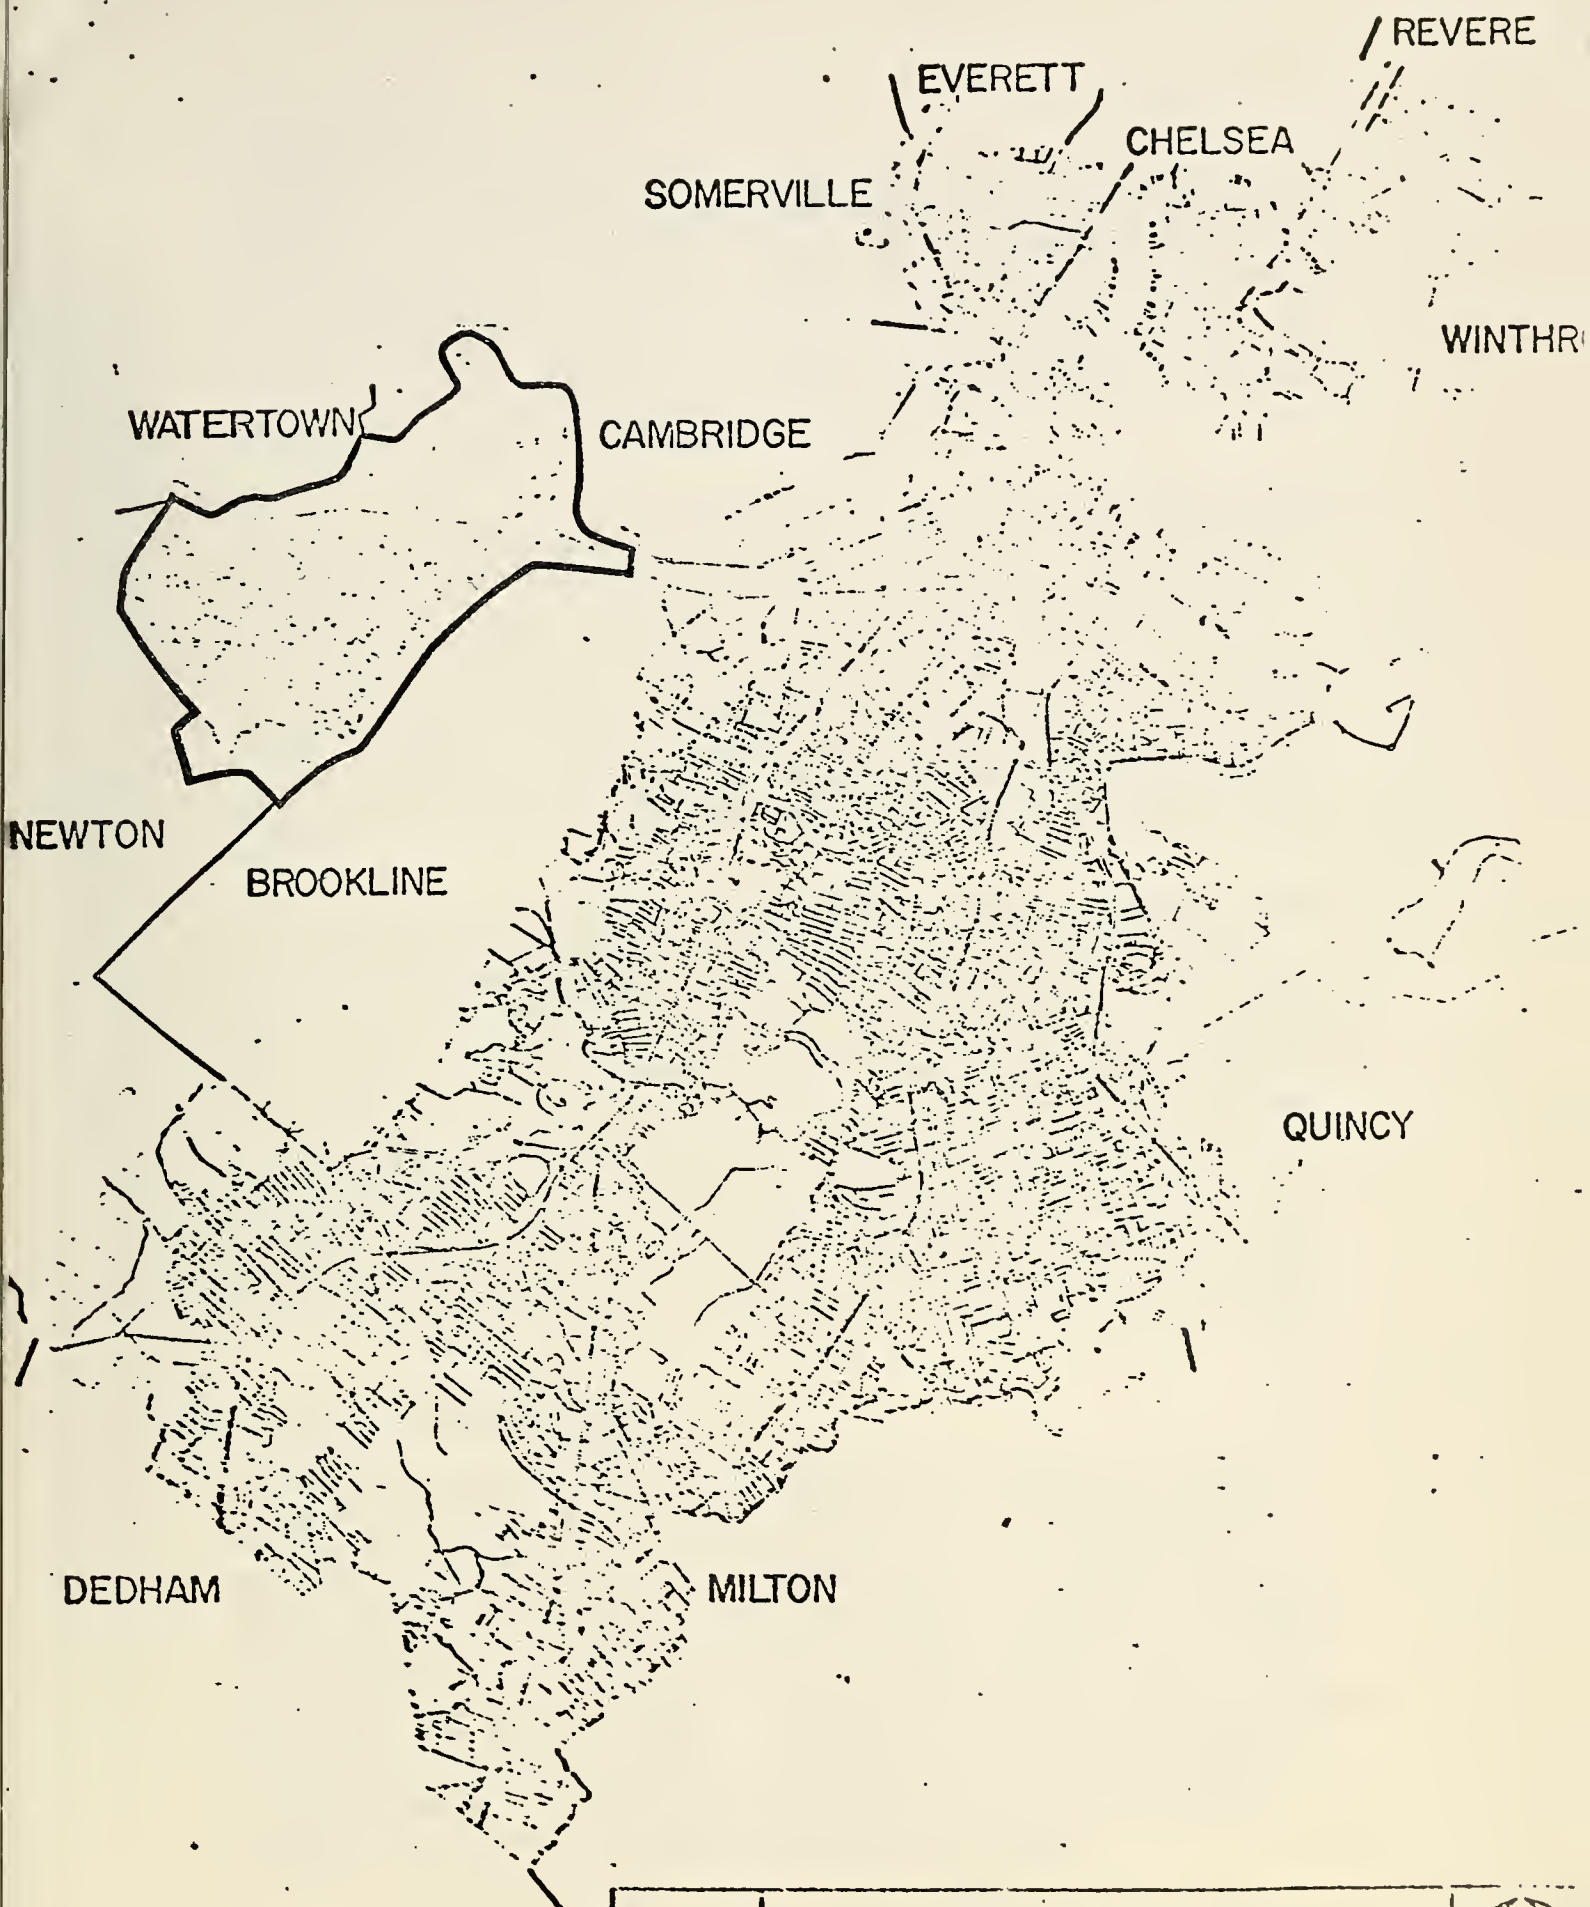 REVERE
EVERETT
CHELSEA
SOMERVILLE
WINTHR
WATERTOWN
CAMBRIDGE
NEWTON
BROOKLINE
QUINCY
DEDHAM
MILTON